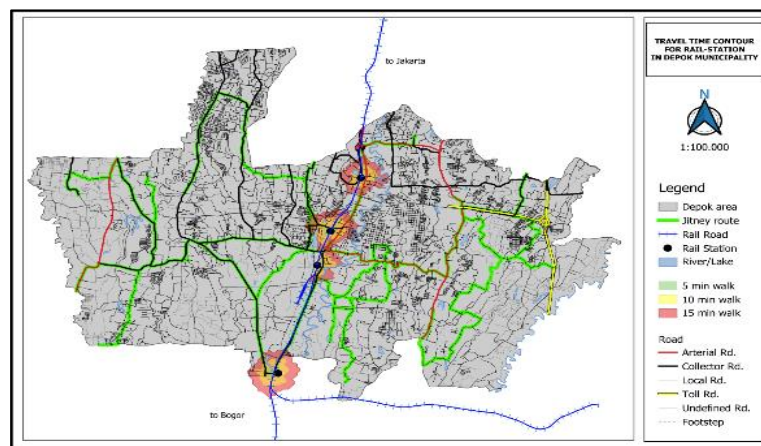 to Jakarta
to Bogor
TRAVEL TIME CONTOUR
FOR RAIL-STATION
IN DEPOK MUNICIPALITY
N
1:100.000
Legend
Depok area
Jitney route
Rail Road
Rail Station
River/Lake
5 min walk
10 min walk
15 min walk
Road
Arterial Rd.
Collector Rd.
Local Rd.
Toll Rd.
Undefined Rd.
Footstep